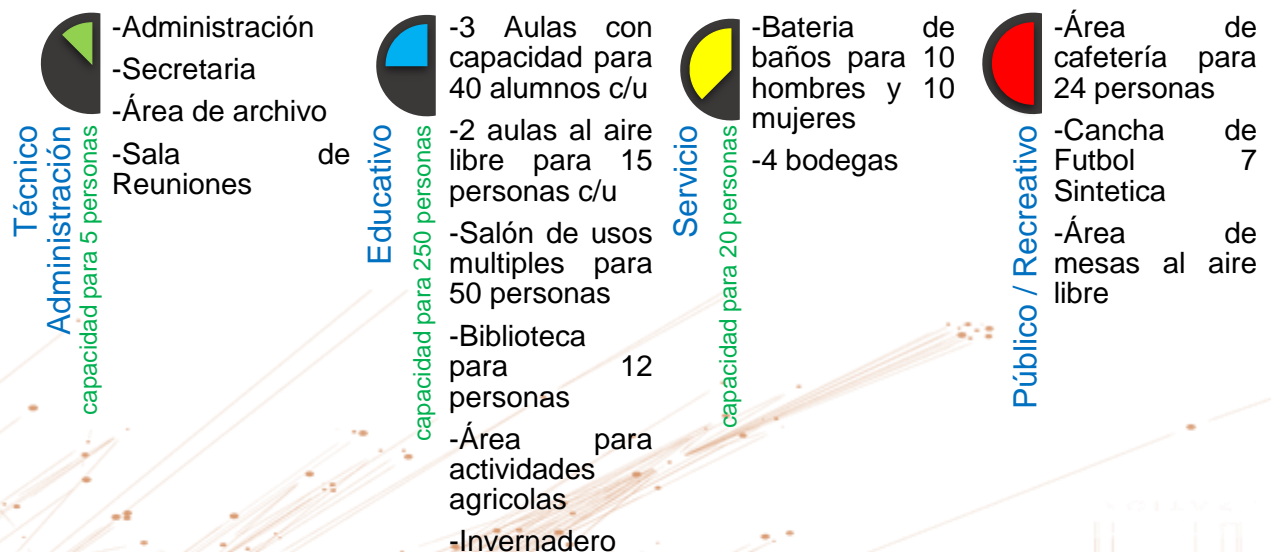 Técnico
Administración
capacidad para 5 personas
-Administración
-Secretaria
-Área de archivo
-Sala de
Reuniones
Educativo
capacidad para 250 personas
-3 Aulas con
capacidad para
40 alumnos c/u
-2 aulas al aire
libre para 15
personas c/u
-Salón de usos
multiples para
50 personas
-Biblioteca
para 12
personas
-Área para
actividades
agricolas
-Invernadero
Servicio
capacidad para 20 personas
-Bateria de
baños para 10
hombres y 10
mujeres
-4 bodegas
Público / Recreativo
-Área de
cafetería para
24 personas
-Cancha de
Futbol 7
Sintetica
-Área de
mesas al aire
libre